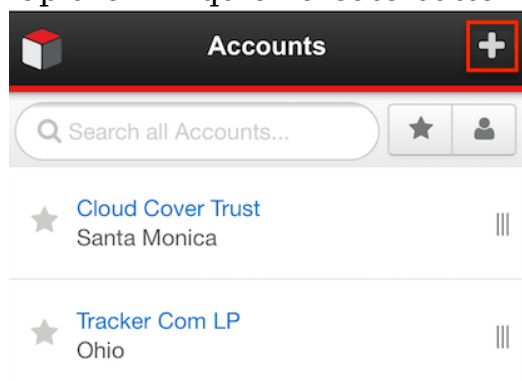 Accounts
Search all Accounts...
Cloud Cover Trust
Santa Monica
Tracker Com LP
Ohio